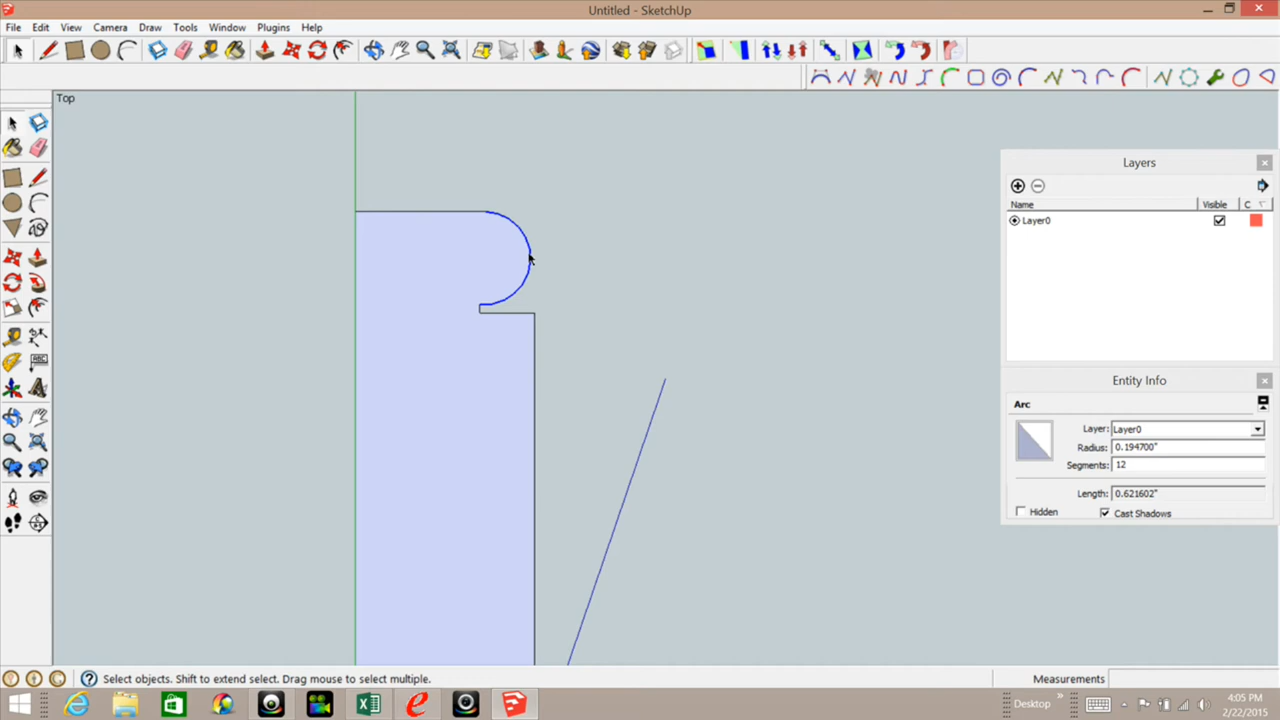 Untitled - SketchUp
File Edit View Camera Draw Tools Window Plugins Help
Top
Layers
Name Visible C
Layer0
Entity Info
Arc
Layer: Layer0
Radius: 0.194700"
Segments: 12
Length: 0.621602"
Hidden Cast Shadows
Select objects. Shift to extend select. Drag mouse to select multiple.
Measurements
Desktop
4:05 PM
2/22/2015